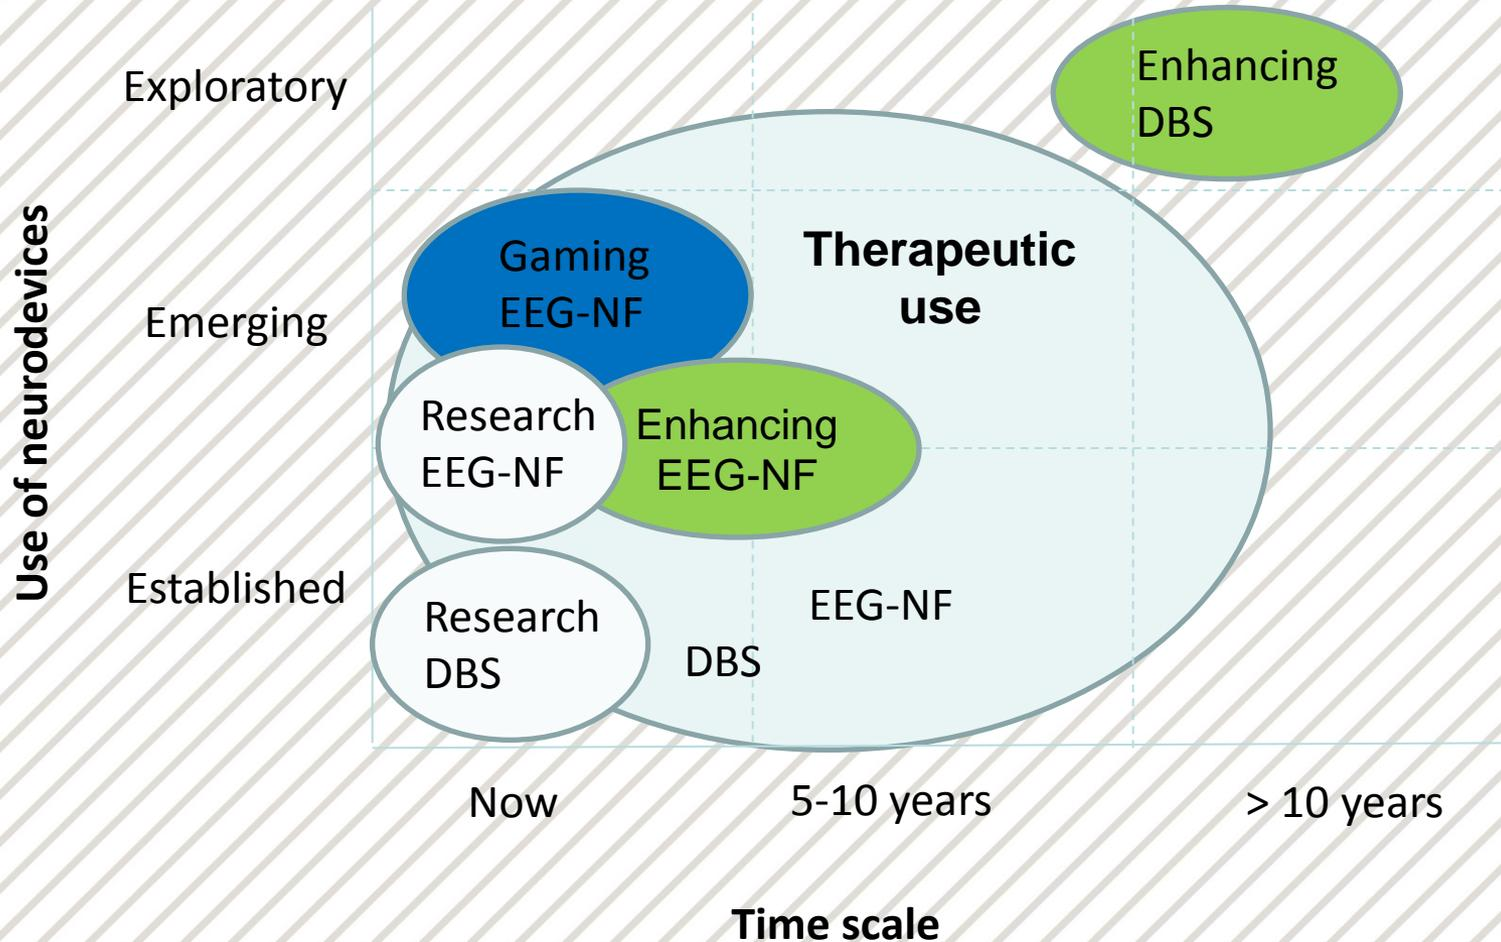 Exploratory
Enhancing
DBS
Use of neurodevices
Gaming
EEG-NF
Therapeutic
use
Emerging
Research
EEG-NF
Enhancing
EEG-NF
Established
Research
DBS
EEG-NF
DBS
Now
5-10 years
> 10 years
Time scale